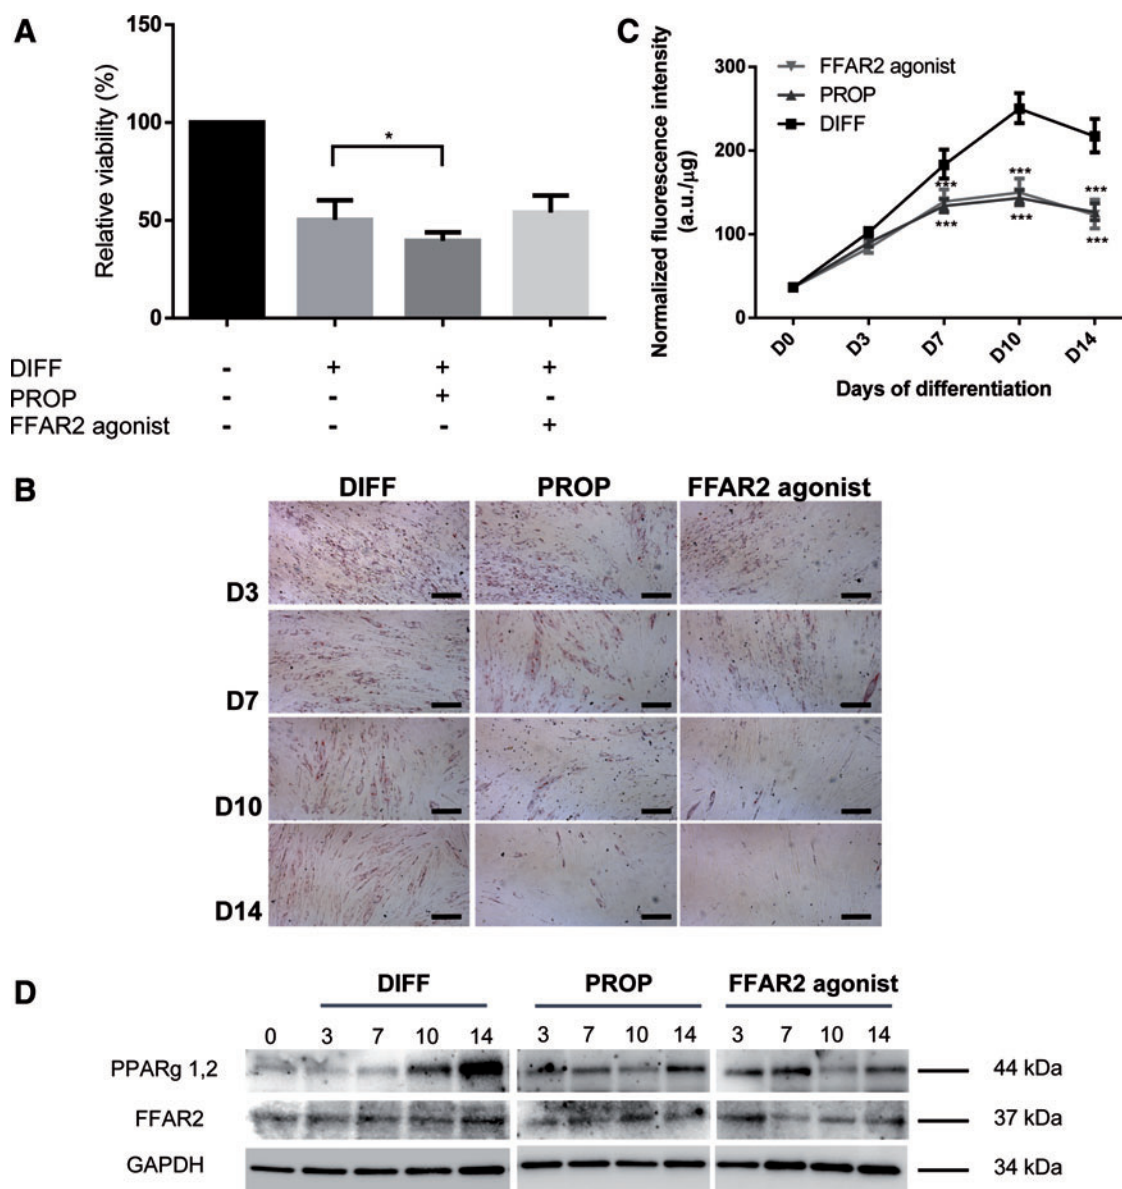 A
Relative viability (%)
150
100
50
0
*
DIFF - + + +
PROP - - + -
FFAR2 agonist - - - +
C
Normalized fluorescence intensity
(a.u./µg)
300
200
100
0
FFAR2 agonist
PROP
DIFF
*** *** ***
*** *** ***
D0 D3 D7 D10 D14
Days of differentiation
B
DIFF PROP FFAR2 agonist
D3
D7
D10
D14
D
DIFF PROP FFAR2 agonist
0 3 7 10 14 3 7 10 14 3 7 10 14
PPARg 1,2 44 kDa
FFAR2 37 kDa
GAPDH 34 kDa